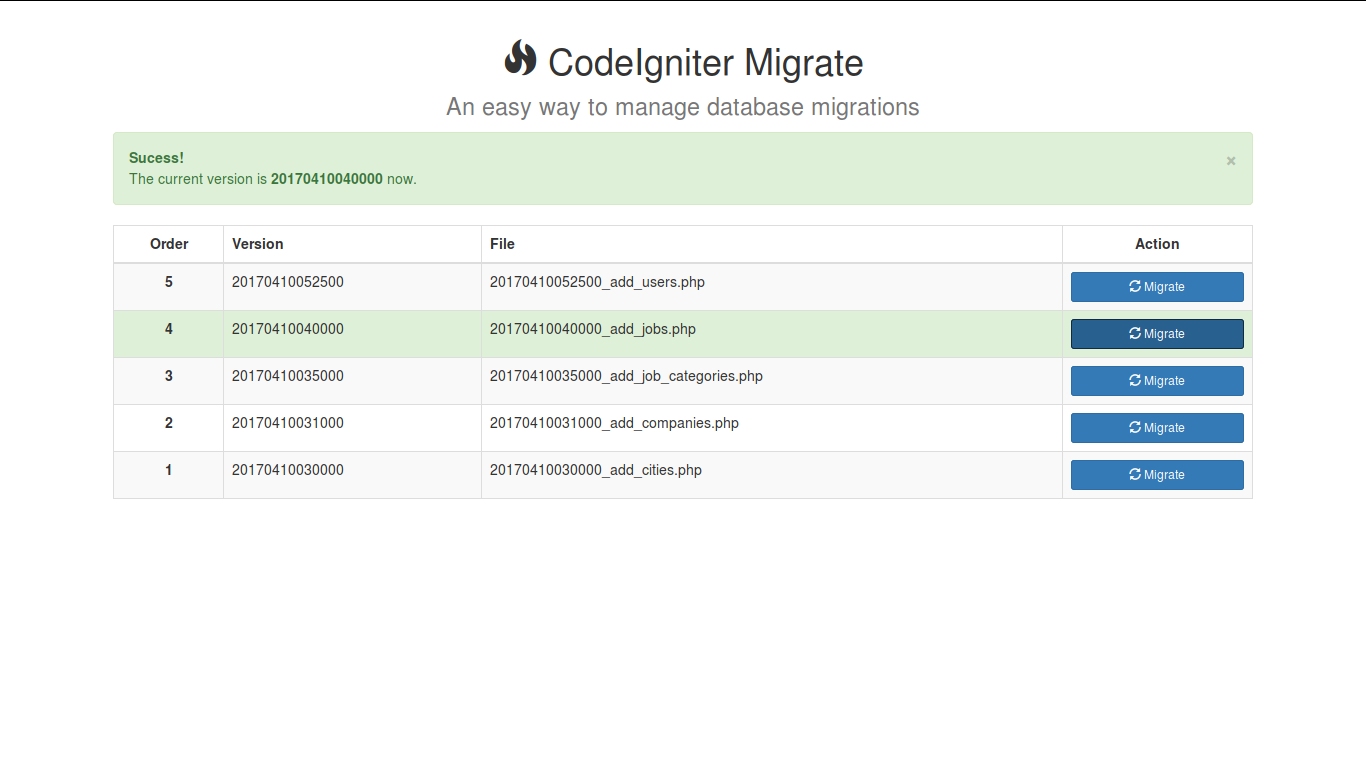 CodeIgniter Migrate
An easy way to manage database migrations
Sucess!
×
The current version is 20170410040000 now.
Order Version File Action
5 20170410052500 20170410052500_add_users.php Migrate
4 20170410040000 20170410040000_add_jobs.php Migrate
3 20170410035000 20170410035000_add_job_categories.php Migrate
2 20170410031000 20170410031000_add_companies.php Migrate
1 20170410030000 20170410030000_add_cities.php Migrate